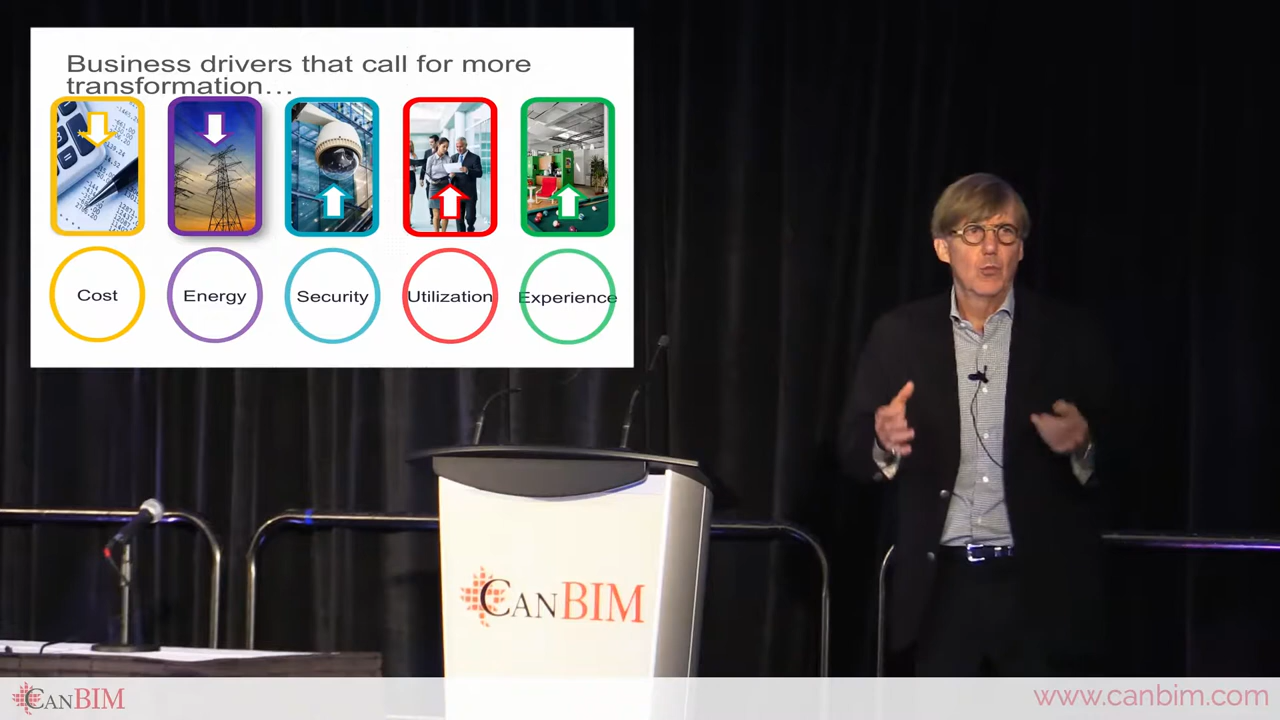 Business drivers that call for more
transformation…
Cost
Energy
Security
Utilization
Experience
CanBIM
CanBIM
www.canbim.com